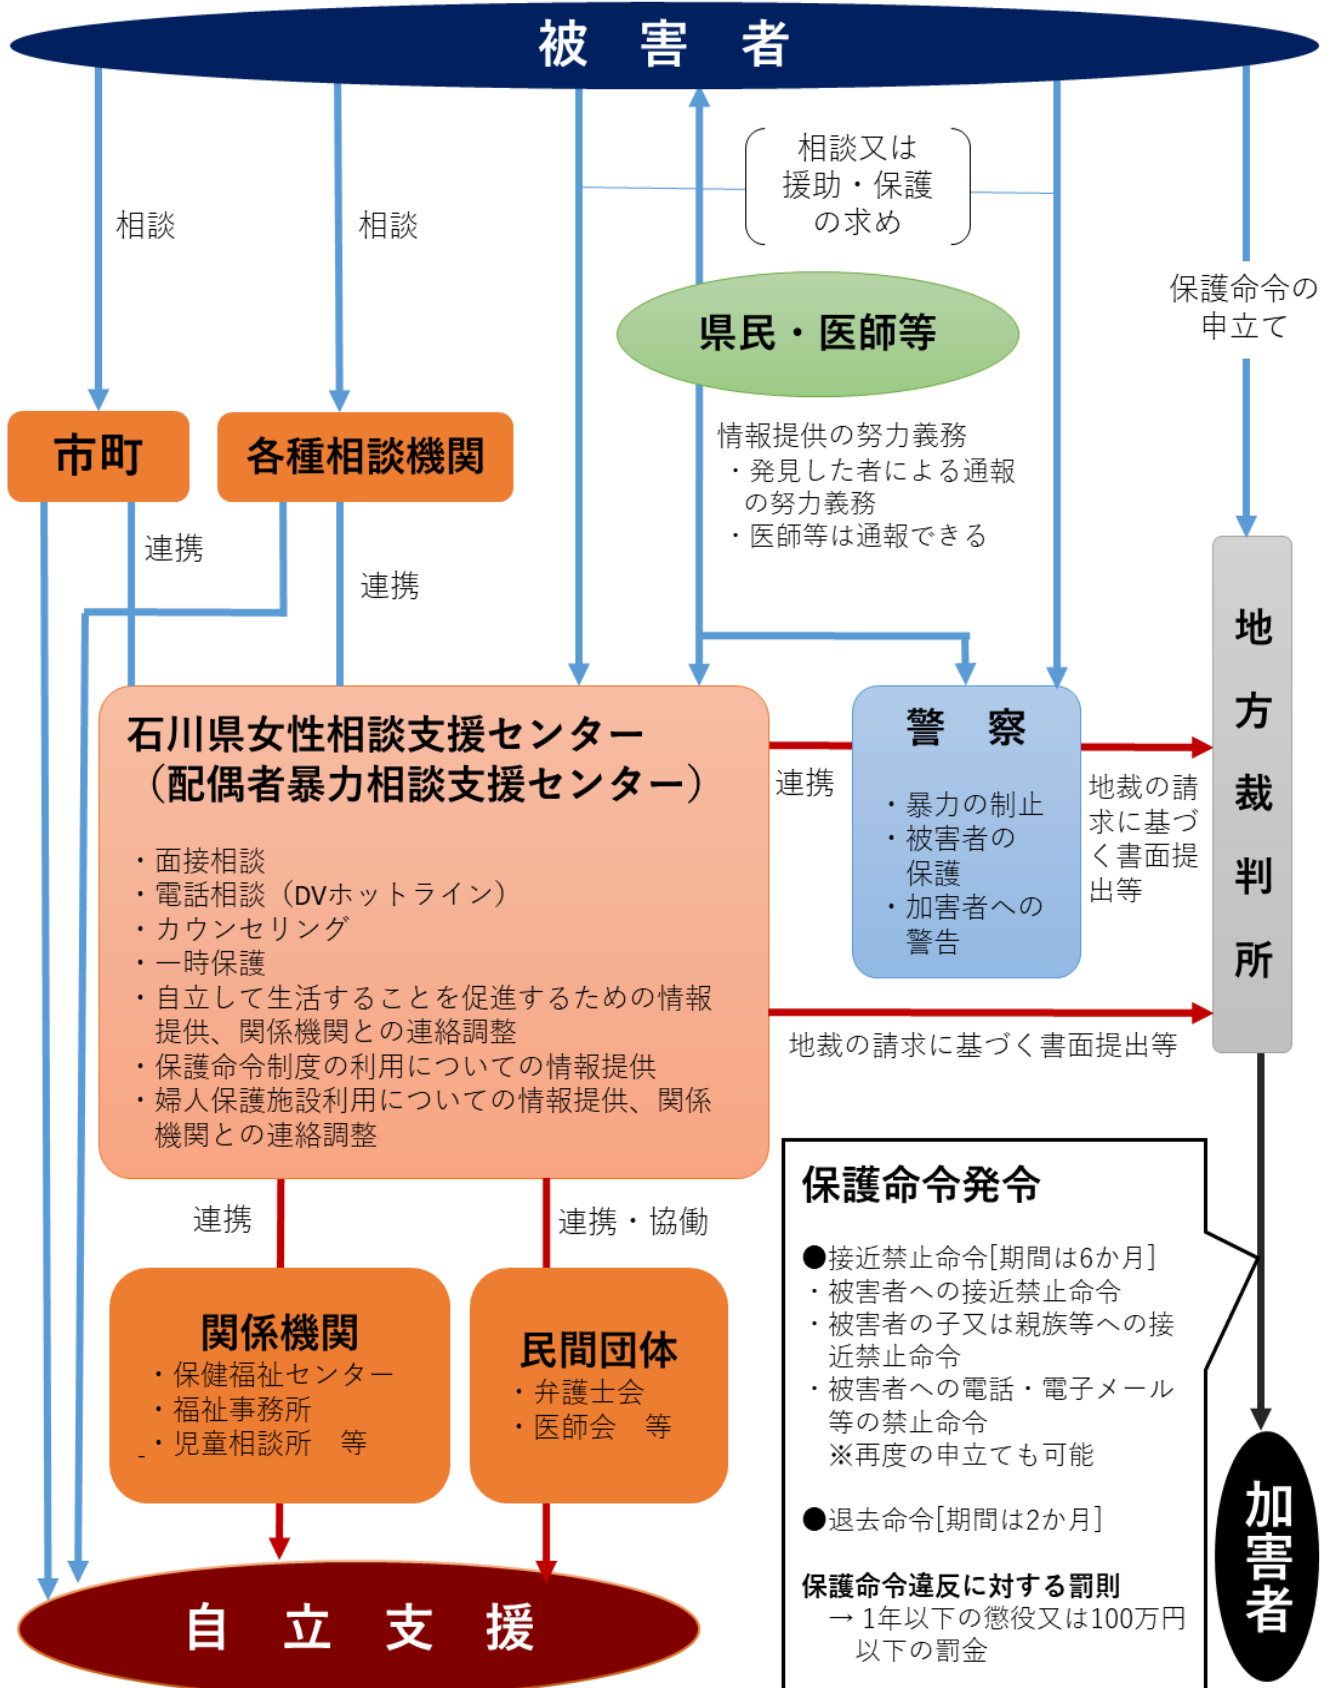 被　害　者
相談又は
援助・保護
の求め
相談
相談
保護命令の
申立て
県民・医師等
市町
各種相談機関
情報提供の努力義務
・発見した者による通報
の努力義務
・医師等は通報できる
連携
連携
地方裁判所
石川県女性相談支援センター
（配偶者暴力相談支援センター）
・面接相談
・電話相談（DVホットライン）
・カウンセリング
・一時保護
・自立して生活することを促進するための情報
提供、関係機関との連絡調整
・保護命令制度の利用についての情報提供
・婦人保護施設利用についての情報提供、関係
機関との連絡調整
連携
警　察
・暴力の制止
・被害者の
保護
・加害者への
警告
地裁の請
求に基づ
く書面提
出等
地裁の請求に基づく書面提出等
連携
連携・協働
関係機関
・保健福祉センター
・福祉事務所
・児童相談所　等
民間団体
・弁護士会
・医師会　等
保護命令発令
●接近禁止命令[期間は6か月]
・被害者への接近禁止命令
・被害者の子又は親族等への接
近禁止命令
・被害者への電話・電子メール
等の禁止命令
※再度の申立ても可能
●退去命令[期間は2か月]
保護命令違反に対する罰則
→ 1年以下の懲役又は100万円
以下の罰金
加害者
自　立　支　援